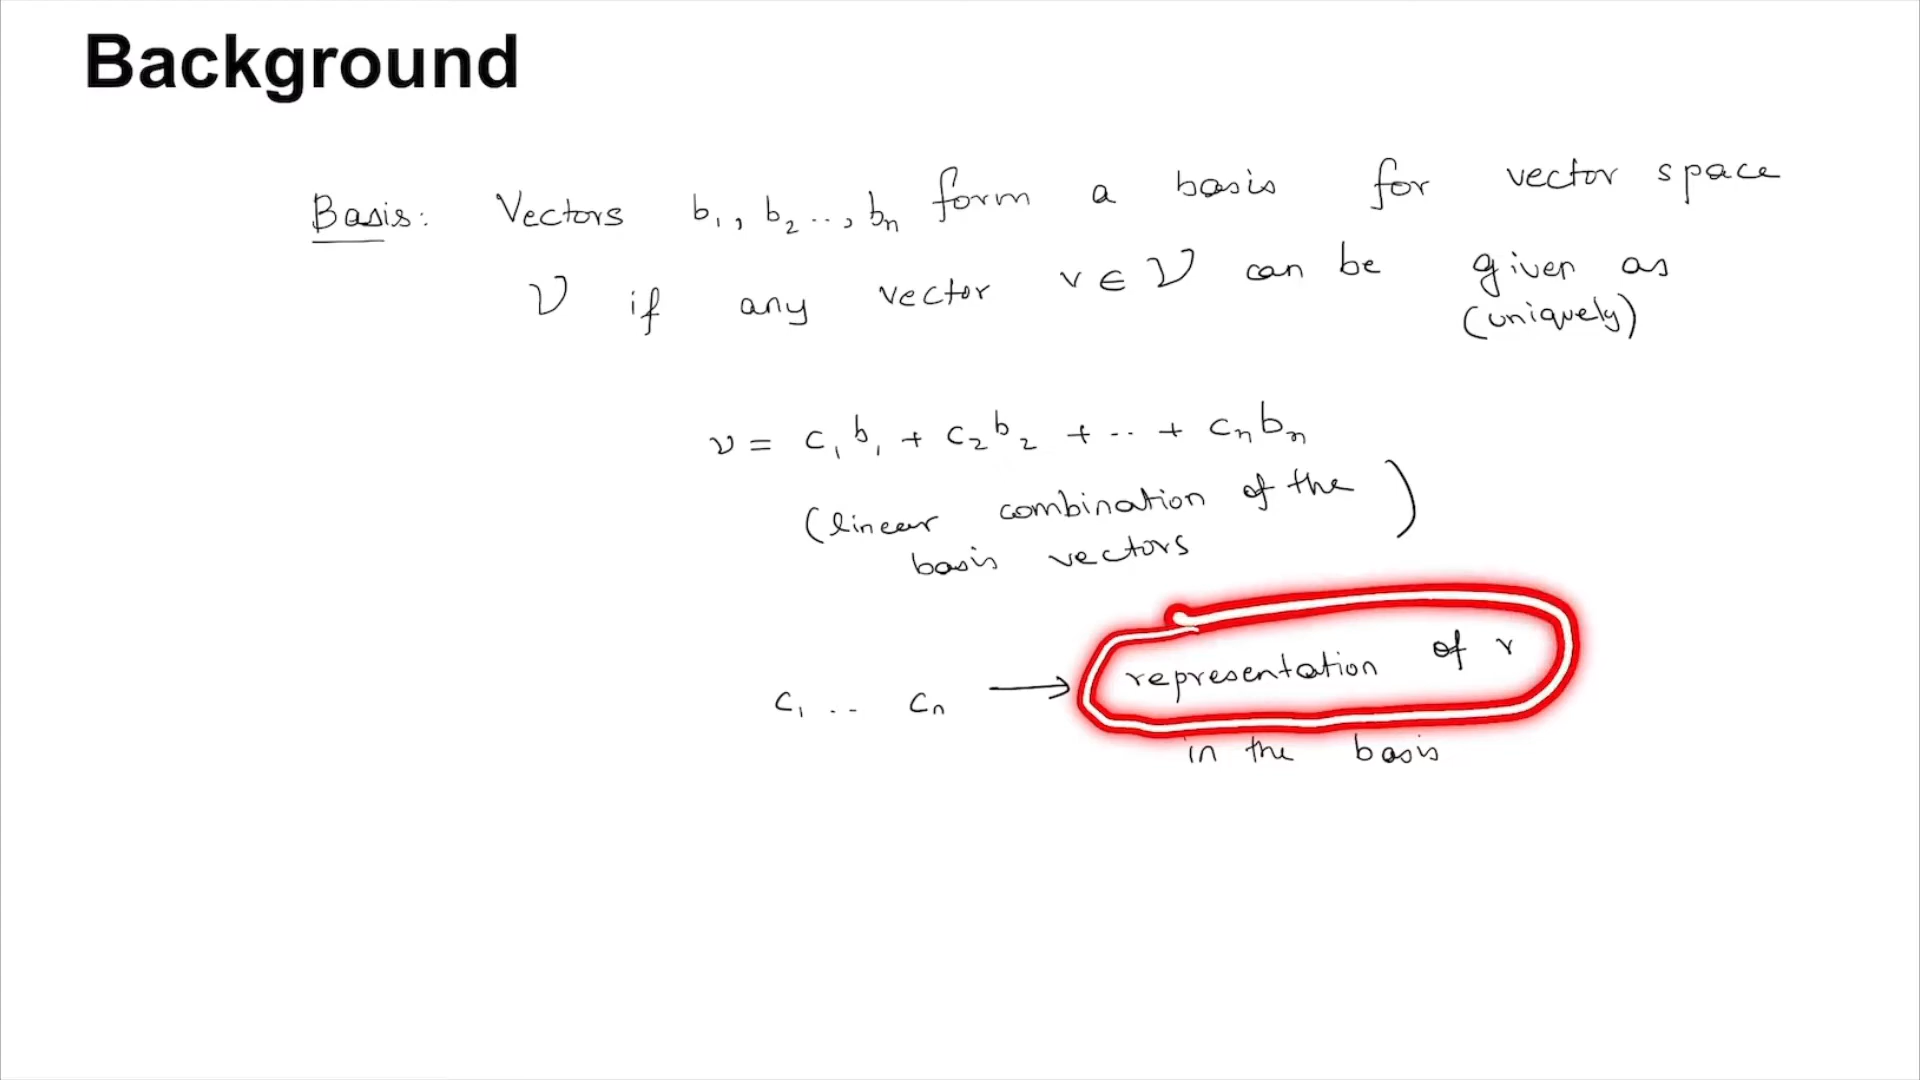 Background
Basis: Vectors b₁, b₂ .., bₙ form a basis for vector space
V if any vector v ∈ V can be given as
(uniquely)
v = c₁b₁ + c₂b₂ + .. + cₙbₙ
(linear combination of the
basis vectors)
c₁ .. cₙ → representation of v
in the basis